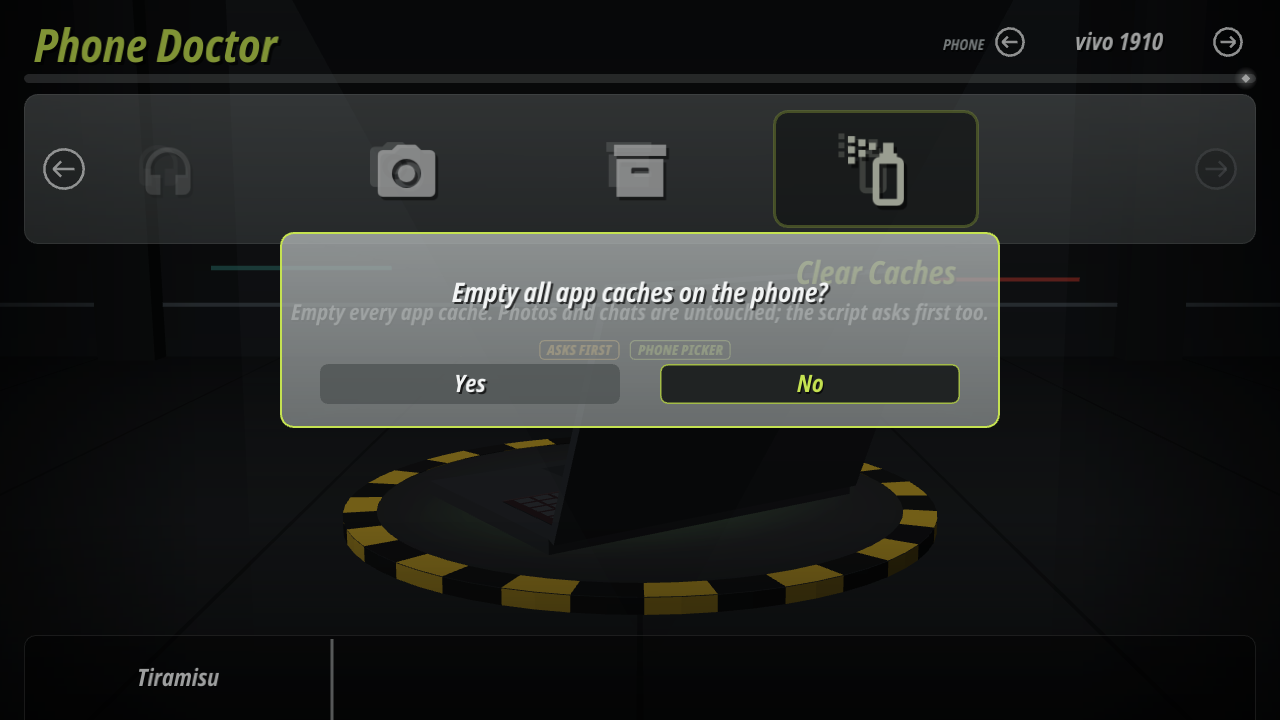 Phone Doctor
PHONE
vivo 1910
Clear Caches
Empty all app caches on the phone?
Empty every app cache. Photos and chats are untouched; the script asks first too.
ASKS FIRST
PHONE PICKER
Yes
No
Tiramisu